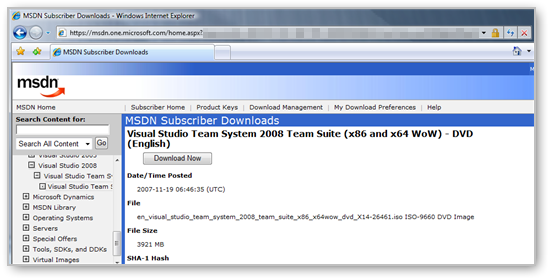 MSDN Subscriber Downloads - Windows Internet Explorer
https://msdn.one.microsoft.com/home.aspx?
MSDN Subscriber Downloads
msdn
MSDN Home | Subscriber Home | Product Keys | Download Management | My Download Preferences | Help
Search Content for:
Search All Content Go
Visual Studio 2005
Visual Studio 2008
Visual Studio Team S
Visual Studio Team S
Microsoft Dynamics
MSDN Library
Operating Systems
Servers
Special Offers
Tools, SDKs, and DDKs
Virtual Images
MSDN Subscriber Downloads
Visual Studio Team System 2008 Team Suite (x86 and x64 WoW) - DVD
(English)
Download Now
Date/Time Posted
2007-11-19 06:46:35 (UTC)
File
en_visual_studio_team_system_2008_team_suite_x86_x64wow_dvd_X14-26461.iso ISO-9660 DVD Image
File Size
3921 MB
SHA-1 Hash